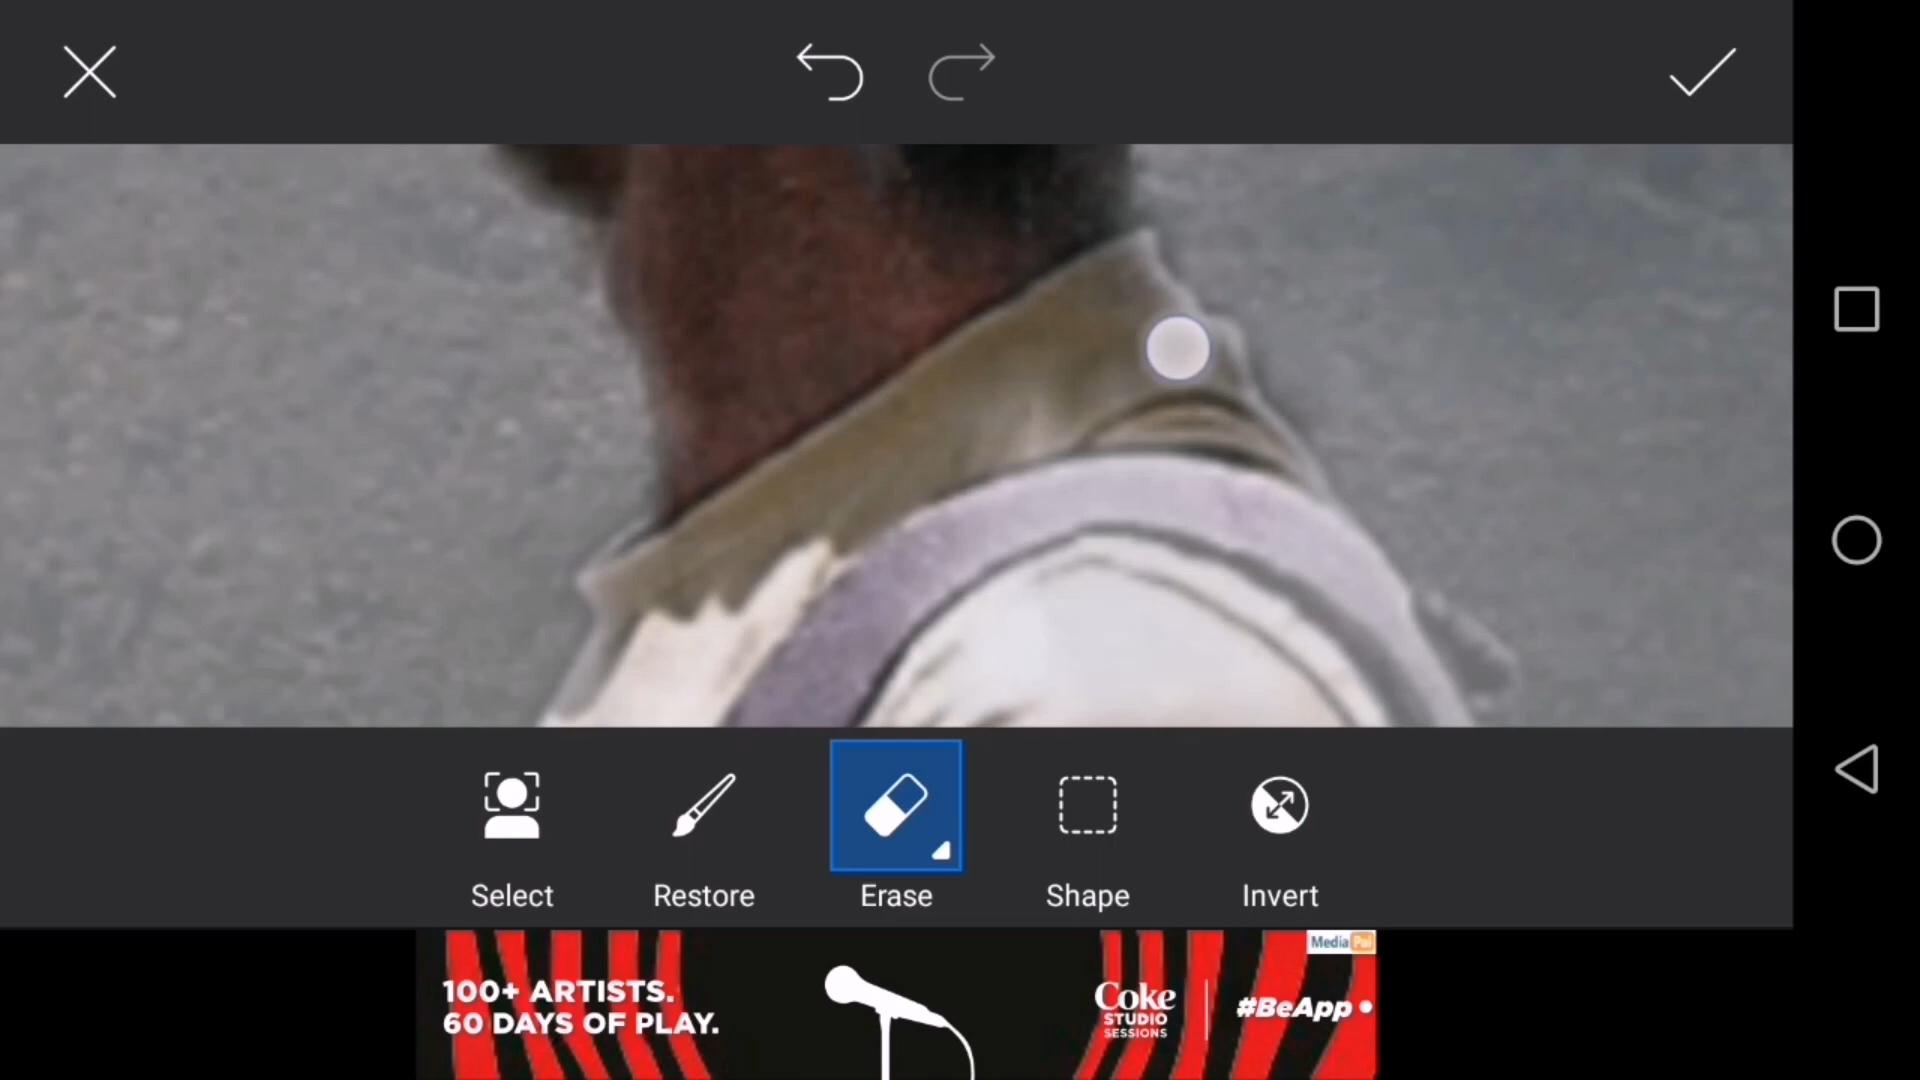 Select
Restore
Erase
Shape
Invert
MediaPal
100+ ARTISTS.
60 DAYS OF PLAY.
Coke
STUDIO
SESSIONS
#BeApp